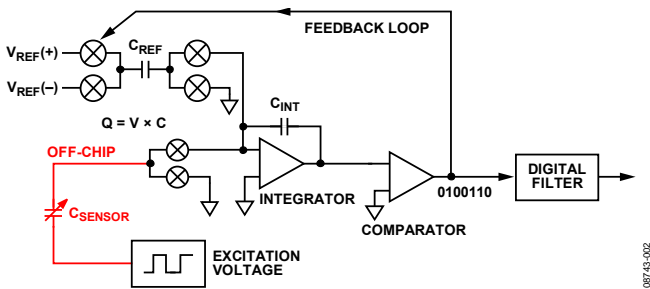 FEEDBACK LOOP
VREF(+)
CREF
VREF(–)
CINT
Q = V × C
OFF-CHIP
INTEGRATOR
DIGITAL
FILTER
0100110
COMPARATOR
CSENSOR
EXCITATION
VOLTAGE
08743-002